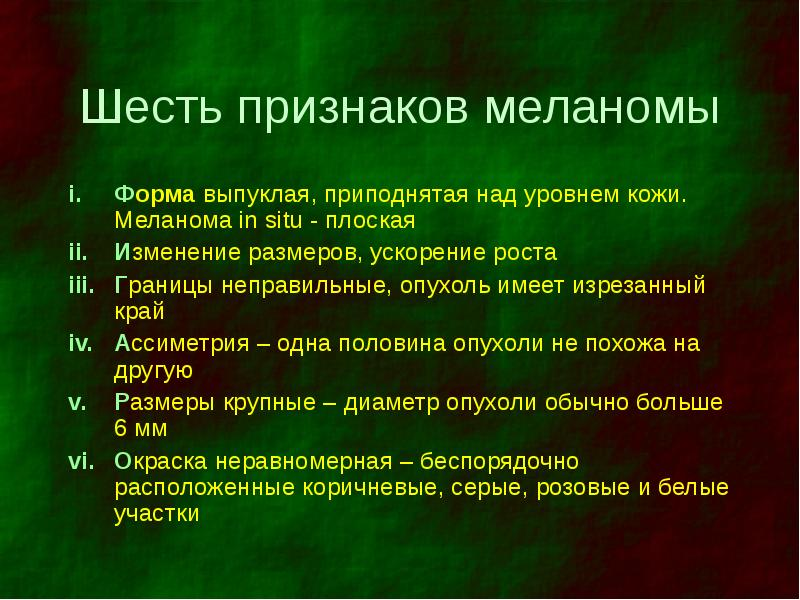 Шесть признаков меланомы
i. Форма выпуклая, приподнятая над уровнем кожи.
Меланома in situ - плоская
ii. Изменение размеров, ускорение роста
iii. Границы неправильные, опухоль имеет изрезанный
край
iv. Ассиметрия – одна половина опухоли не похожа на
другую
v. Размеры крупные – диаметр опухоли обычно больше
6 мм
vi. Окраска неравномерная – беспорядочно
расположенные коричневые, серые, розовые и белые
участки